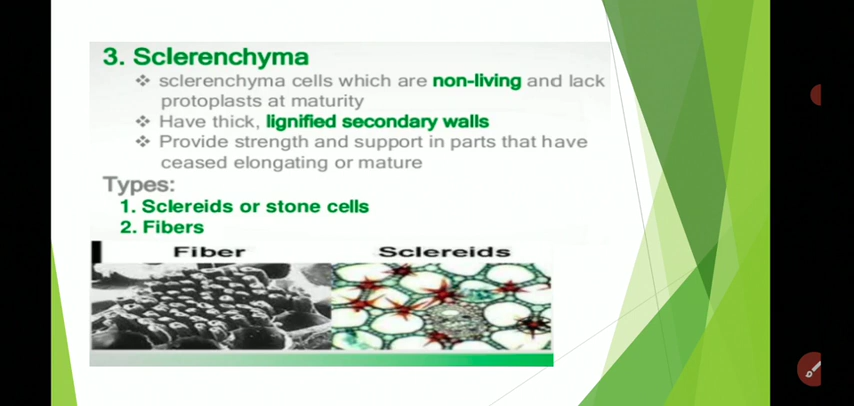 3. Sclerenchyma
❖ sclerenchyma cells which are non-living and lack
protoplasts at maturity
❖ Have thick, lignified secondary walls
❖ Provide strength and support in parts that have
ceased elongating or mature
Types:
1. Sclereids or stone cells
2. Fibers
Fiber Sclereids